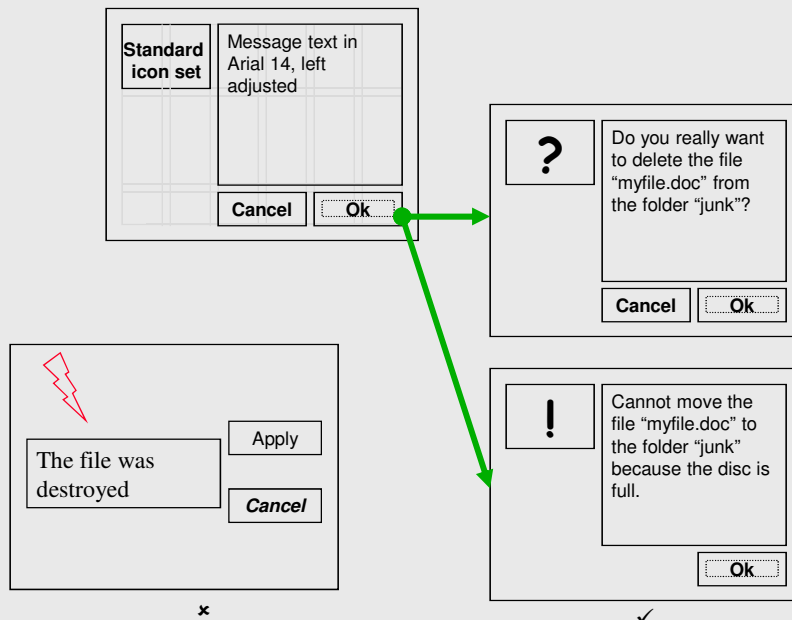 Standard
icon set
Message text in
Arial 14, left
adjusted
Cancel
Ok
?
Do you really want
to delete the file
“myfile.doc” from
the folder “junk”?
Cancel
Ok
The file was
destroyed
Apply
Cancel
!
Cannot move the
file “myfile.doc” to
the folder “junk”
because the disc is
full.
Ok